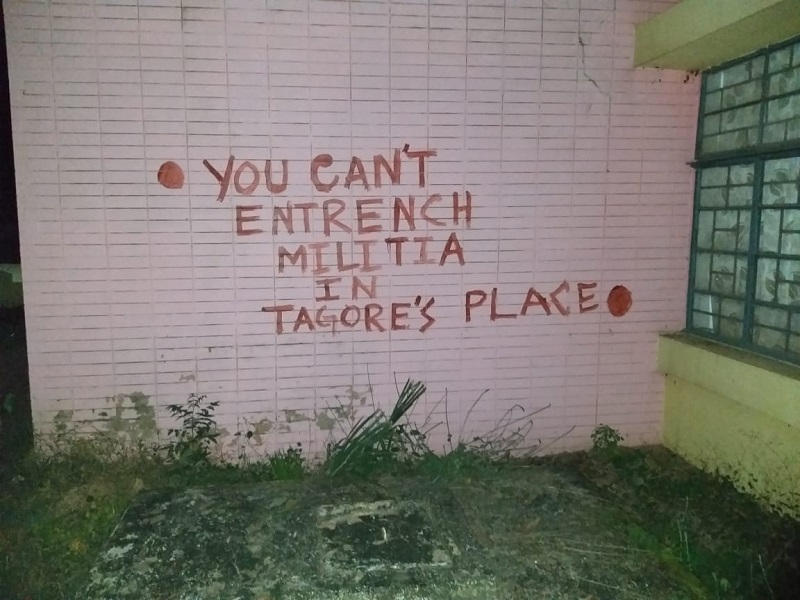 YOU CAN'T
ENTRENCH
MILITIA
IN
TAGORE'S PLACE